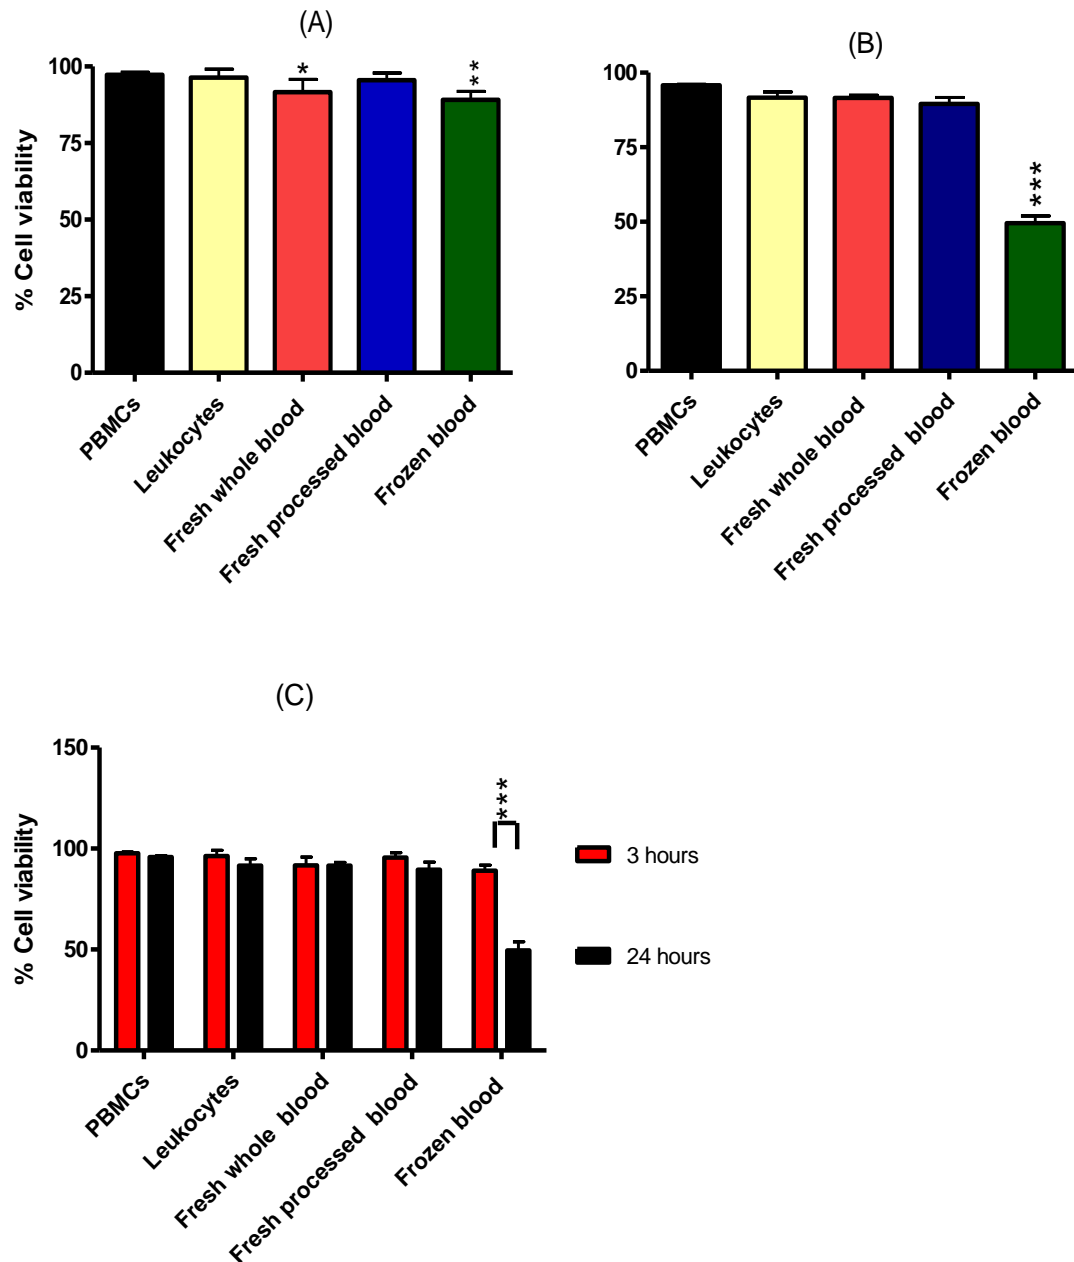 (A)
% Cell viability
100
75
50
25
0
*
**
PBMCs
Leukocytes
Fresh whole blood
Fresh processed blood
Frozen blood
(B)
100
75
50
25
0
***
PBMCs
Leukocytes
Fresh whole blood
Fresh processed blood
Frozen blood
(C)
% Cell viability
150
100
50
0
***
PBMCs
Leukocytes
Fresh whole blood
Fresh processed blood
Frozen blood
3 hours
24 hours